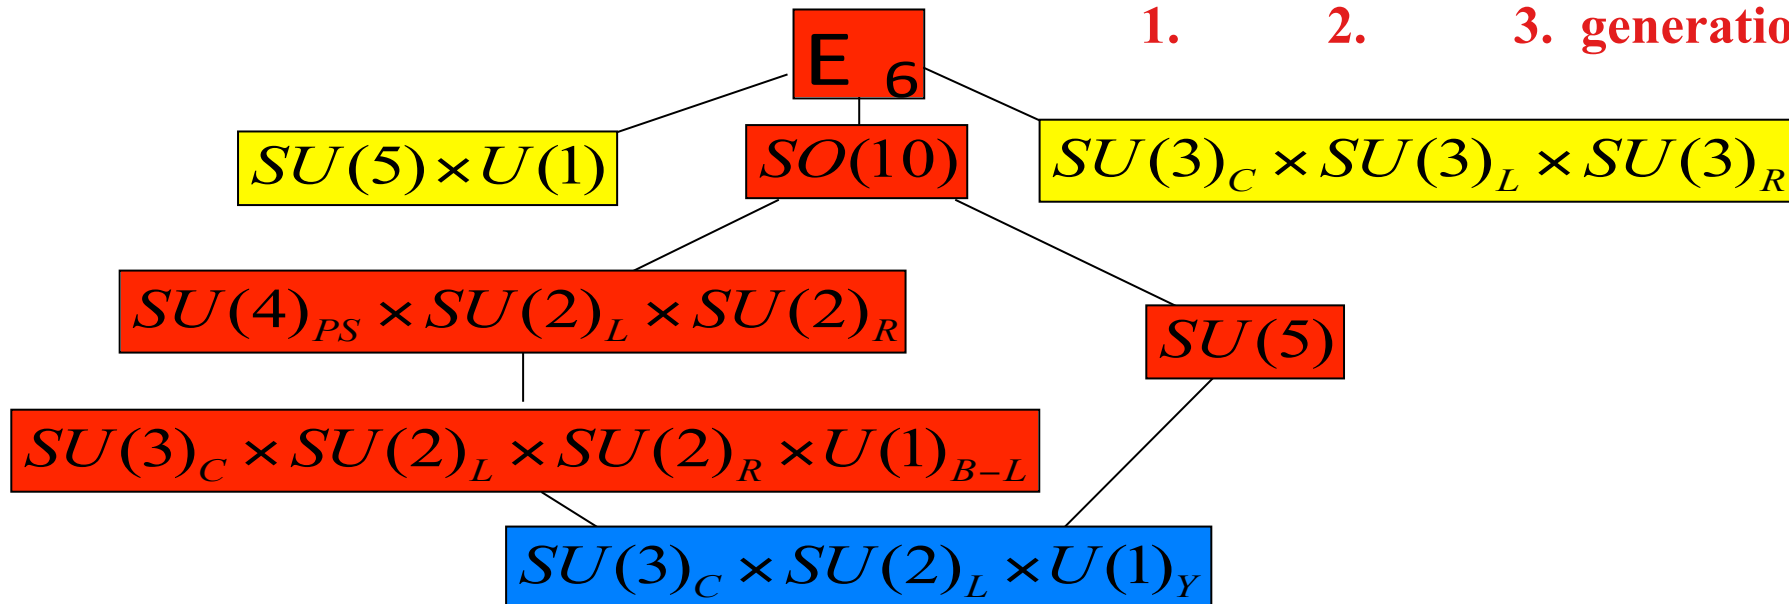 1. 2. 3. generatio
E 6
SU(5)×U(1)
SO(10)
SU(3)_C × SU(3)_L × SU(3)_R
SU(4)_PS × SU(2)_L × SU(2)_R
SU(5)
SU(3)_C × SU(2)_L × SU(2)_R × U(1)_B−L
SU(3)_C × SU(2)_L × U(1)_Y